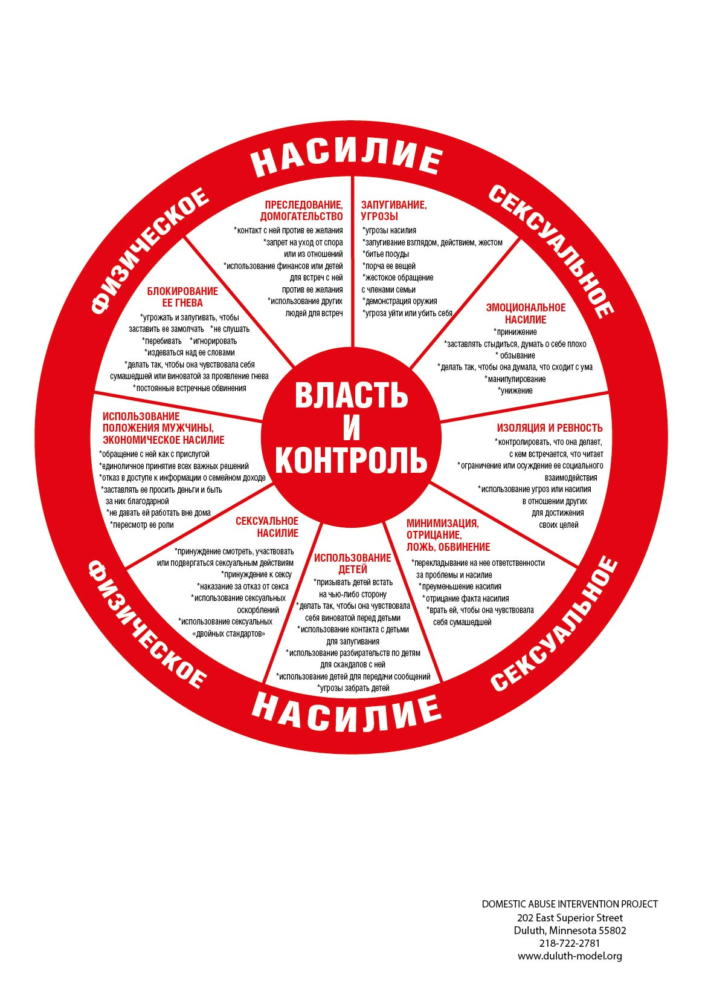 НАСИЛИЕ
ФИЗИЧЕСКОЕ
СЕКСУАЛЬНОЕ
ПРЕСЛЕДОВАНИЕ,
ДОМОГАТЕЛЬСТВО
*контакт с ней против ее желания
*запрет на уход от спора
или из отношений
*использование финансов или детей
для встреч с ней
против ее желания
*использование других
людей для встреч
ЗАПУГИВАНИЕ,
УГРОЗЫ
*угрозы насилия
*запугивание взглядом, действием, жестом
*битье посуды
*порча ее вещей
*жестокое обращение
с членами семьи
*демонстрация оружия
*угроза уйти или убить себя
БЛОКИРОВАНИЕ
ЕЕ ГНЕВА
*угрожать и запугивать, чтобы
заставить ее замолчать *не слушать
*перебивать *игнорировать
*издеваться над ее словами
*делать так, чтобы она чувствовала себя
сумашедшей или виноватой за проявление гнева
*постоянные встречные обвинения
ЭМОЦИОНАЛЬНОЕ
НАСИЛИЕ
*принижение
*заставлять стыдиться, думать о себе плохо
* обзывание
*делать так, чтобы она думала, что сходит с ума
*манипулирование
*унижение
ВЛАСТЬ
И
КОНТРОЛЬ
ИСПОЛЬЗОВАНИЕ
ПОЛОЖЕНИЯ МУЖЧИНЫ,
ЭКОНОМИЧЕСКОЕ НАСИЛИЕ
*обращение с ней как с прислугой
*единоличное принятие всех важных решений
*отказ в доступе к информации о семейном доходе
*заставлять ее просить деньги и быть
за них благодарной
*не давать ей работать вне дома
*пересмотр ее роли
ИЗОЛЯЦИЯ И РЕВНОСТЬ
*контролировать, что она делает,
с кем встречается, что читает
*ограничение или осуждение ее социального
взаимодействия
*использование угроз или насилия
в отношении других
для достижения
своих целей
СЕКСУАЛЬНОЕ
НАСИЛИЕ
*принуждение смотреть, участвовать
или подвергаться сексуальным действиям
*принуждение к сексу
*наказание за отказ от секса
*использование сексуальных
оскорблений
*использование сексуальных
«двойных стандартов»
ИСПОЛЬЗОВАНИЕ
ДЕТЕЙ
*призывать детей встать
на чью-либо сторону
*делать так, чтобы она чувствовала
себя виноватой перед детьми
*использование контакта с детьми
для запугивания
*использование разбирательств по детям
для скандалов с ней
*использование детей для передачи сообщений
*угрозы забрать детей
МИНИМИЗАЦИЯ,
ОТРИЦАНИЕ,
ЛОЖЬ, ОБВИНЕНИЕ
*перекладывание на нее ответственности
за проблемы и насилие
*преуменьшение насилия
*отрицание факта насилия
*врать ей, чтобы она чувствовала
себя сумашедшей
ФИЗИЧЕСКОЕ
СЕКСУАЛЬНОЕ
НАСИЛИЕ
DOMESTIC ABUSE INTERVENTION PROJECT
202 East Superior Street
Duluth, Minnesota 55802
218-722-2781
www.duluth-model.org